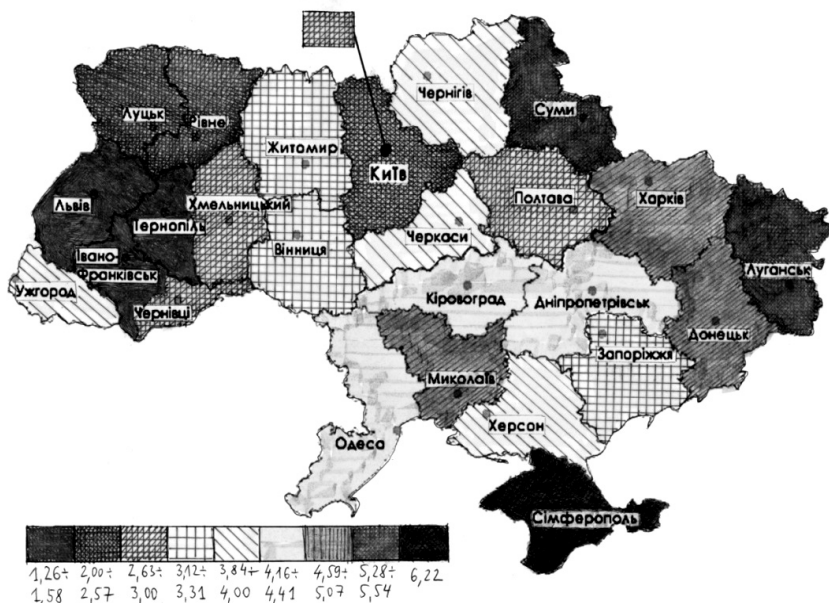 Чернігів
Луцьк
Рівне
Суми
Житомир
Київ
Львів
Тернопіль
Хмельницький
Полтава
Харків
Вінниця
Черкаси
Івано-
Франківськ
Луганськ
Ужгород
Кіровоград
Дніпропетрівськ
Чернівці
Донецьк
Запоріжжя
Миколаїв
Херсон
Одеса
Сімферополь
1,26÷ 2,00÷ 2,63÷ 3,12÷ 3,84÷ 4,16÷ 4,59÷ 5,28÷ 6,22
1,58 2,57 3,00 3,31 4,00 4,41 5,07 5,54